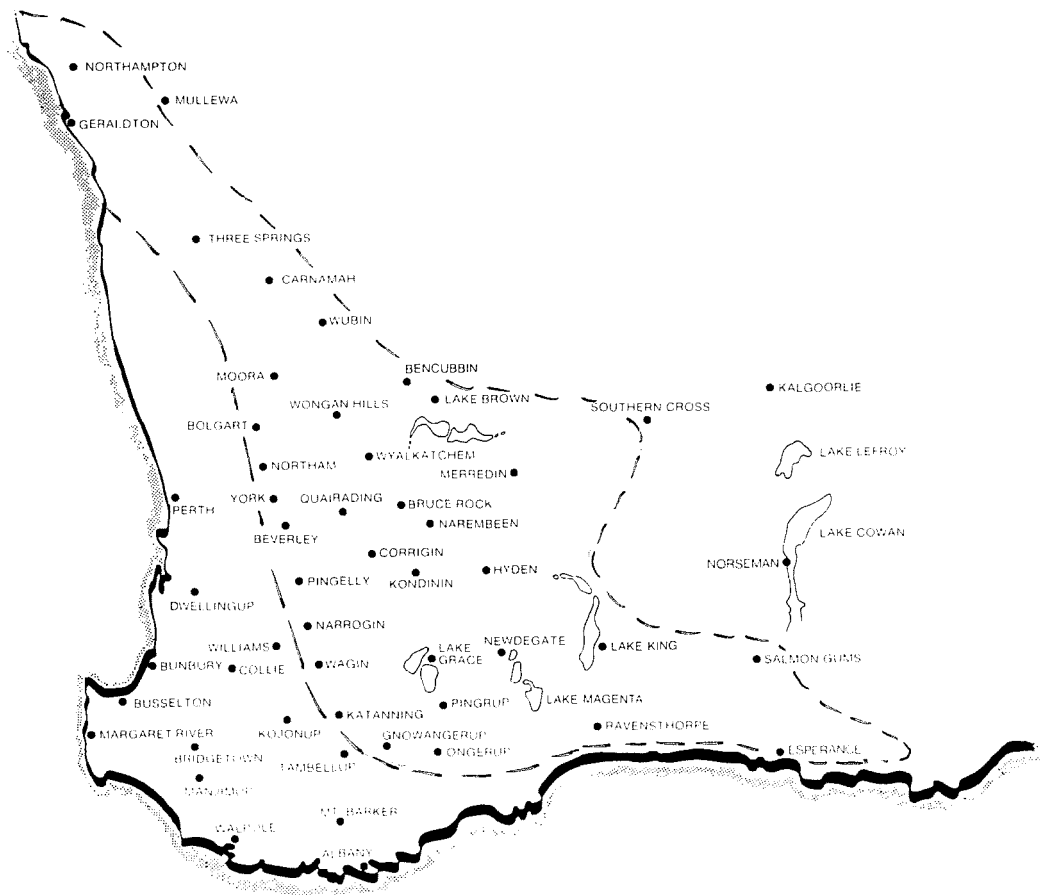 NORTHAMPTON
MULLEWA
GERALDTON
THREE SPRINGS
CARNAMAH
WUBIN
MOORA
BENCUBBIN
KALGOORLIE
LAKE BROWN
WONGAN HILLS
SOUTHERN CROSS
BOLGART
LAKE LEFROY
WYALKATCHEM
NORTHAM
MERREDIN
YORK
QUAIRADING
BRUCE ROCK
PERTH
NAREMBEEN
BEVERLEY
LAKE COWAN
CORRIGIN
NORSEMAN
HYDEN
PINGELLY
KONDININ
DWELLINGUP
NARROGIN
WILLIAMS
NEWDEGATE
LAKE KING
LAKE
GRACE
SALMON GUMS
BUNBURY
COLLIE
WAGIN
LAKE MAGENTA
BUSSELTON
PINGRUP
KATANNING
RAVENSTHORPE
KOJONUP
MARGARET RIVER
GNOWANGERUP
ONGERUP
ESPERANCE
BRIDGETOWN
TAMBELLUP
MANJIMUP
MT. BARKER
WALPOLE
ALBANY